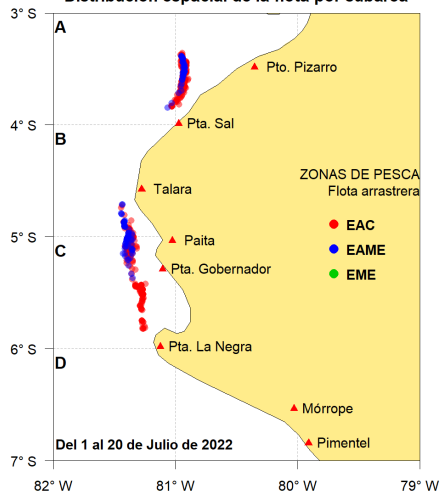 Distribución espacial de la flota por subárea
3° S
A
Pto. Pizarro
4° S
Pta. Sal
B
ZONAS DE PESCA
Talara
Flota arrastrera
EAC
5° S
Paita
C
EAME
Pta. Gobernador
EME
6° S
Pta. La Negra
D
Mórrope
Del 1 al 20 de Julio de 2022
Pimentel
7° S
82° W
81° W
80° W
79° W